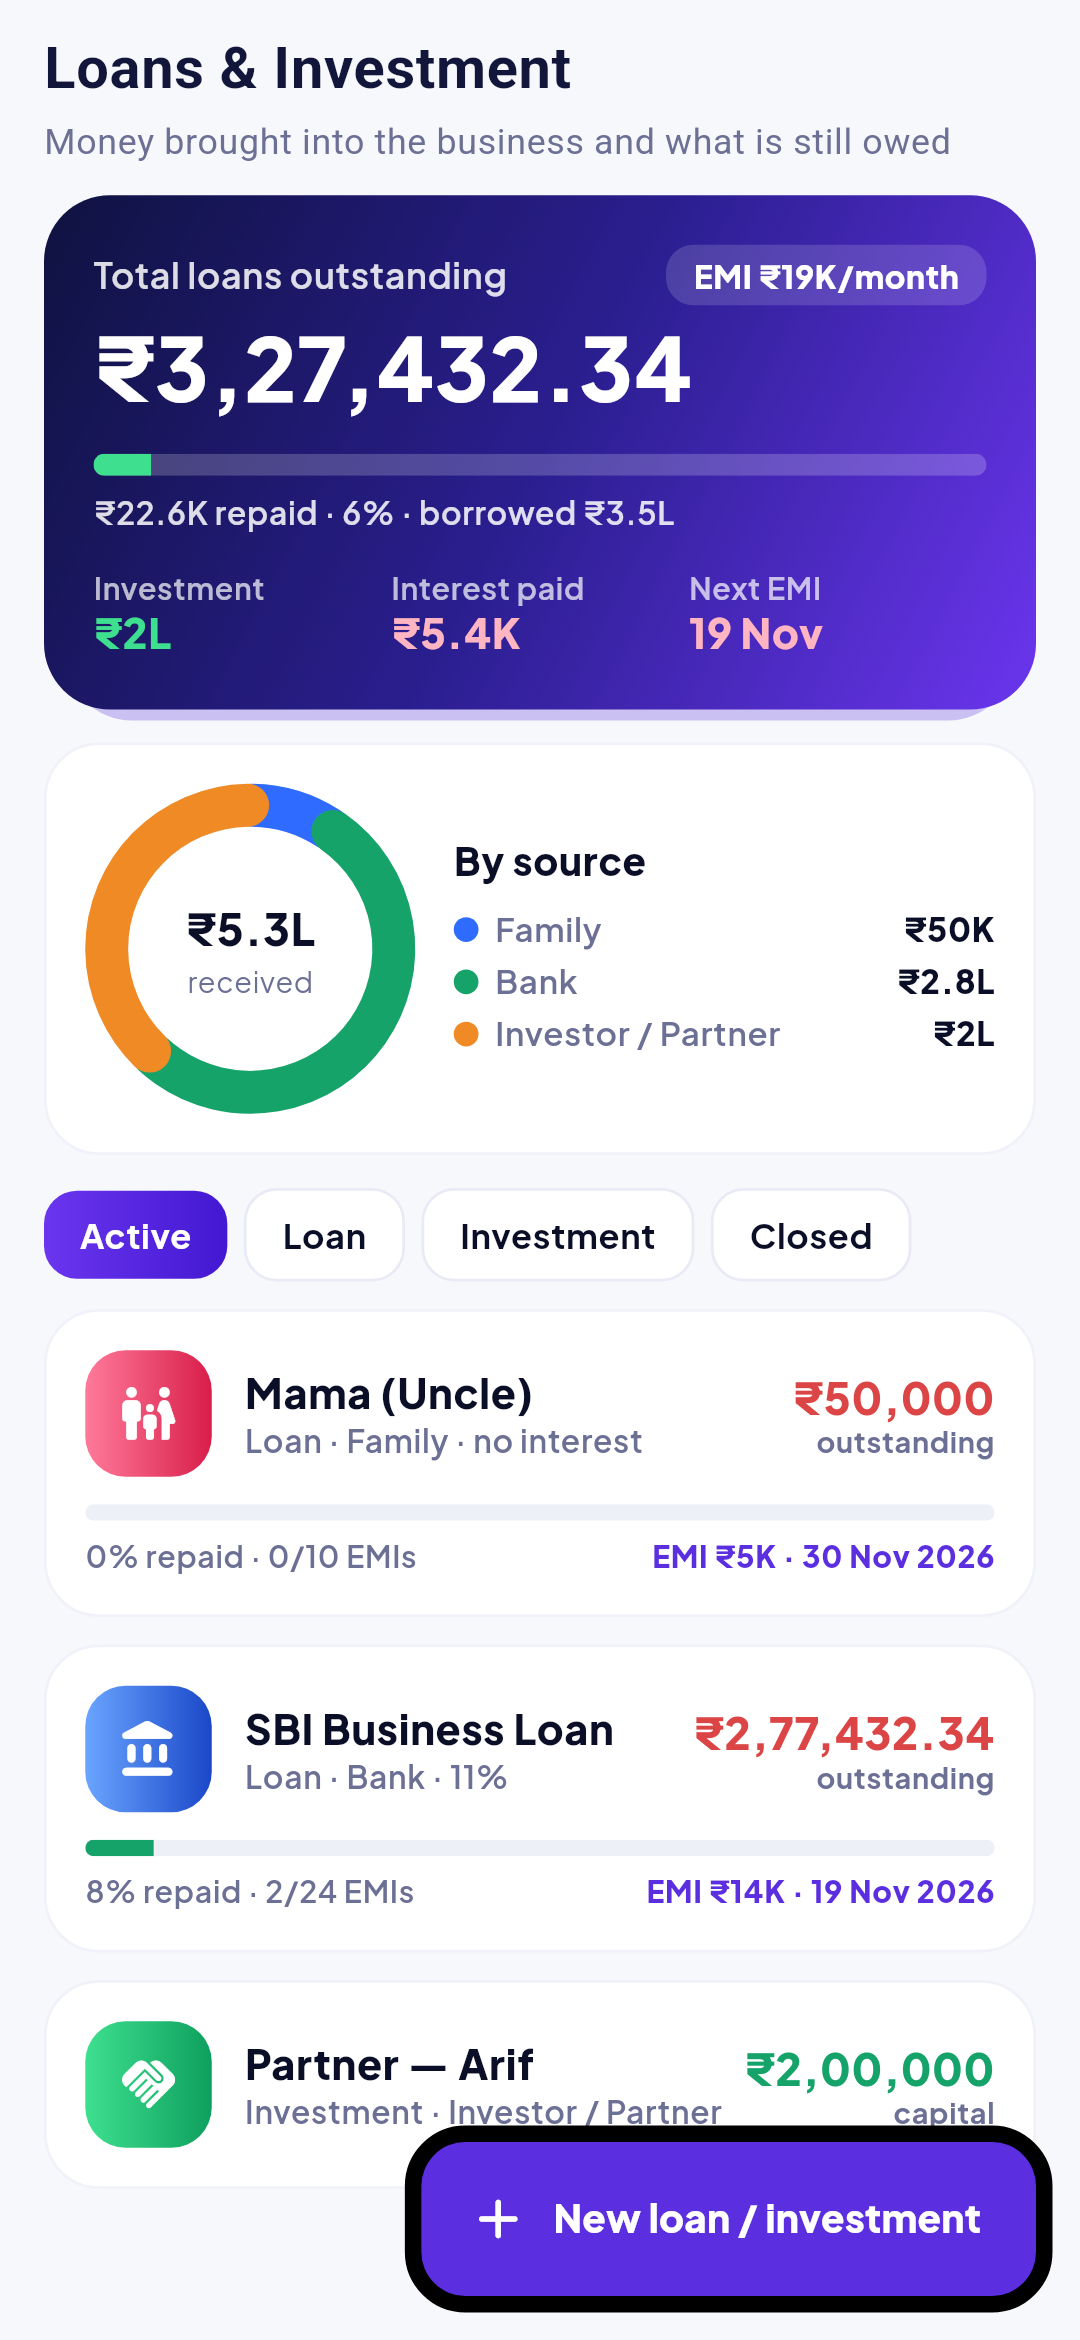 Loans & Investment
Money brought into the business and what is still owed
Total loans outstanding
EMI ₹19K/month
₹3,27,432.34
₹22.6K repaid · 6% · borrowed ₹3.5L
Investment
₹2L
Interest paid
₹5.4K
Next EMI
19 Nov
₹5.3L
received
By source
Family ₹50K
Bank ₹2.8L
Investor / Partner ₹2L
Active
Loan
Investment
Closed
Mama (Uncle)
Loan · Family · no interest
₹50,000
outstanding
0% repaid · 0/10 EMIs
EMI ₹5K · 30 Nov 2026
SBI Business Loan
Loan · Bank · 11%
₹2,77,432.34
outstanding
8% repaid · 2/24 EMIs
EMI ₹14K · 19 Nov 2026
Partner — Arif
Investment · Investor / Partner
₹2,00,000
capital
New loan / investment